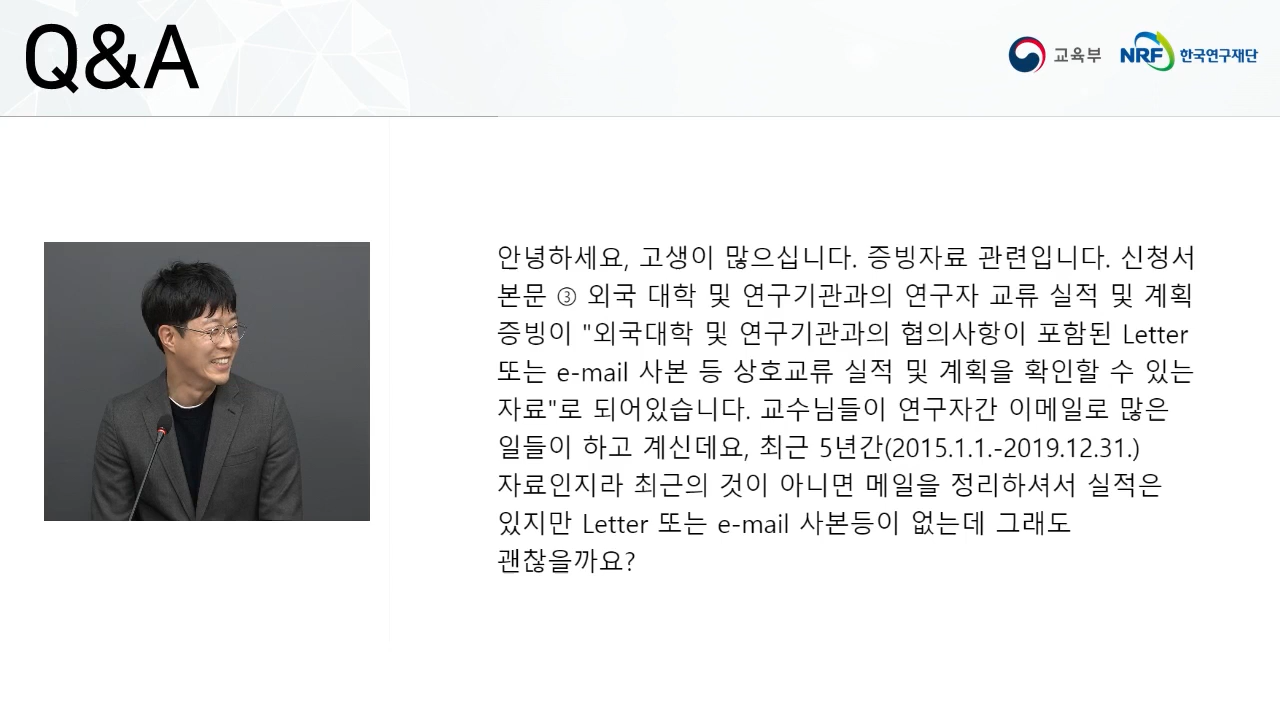 Q&A
교육부
NRF 한국연구재단
안녕하세요, 고생이 많으십니다. 증빙자료 관련입니다. 신청서
본문 ③ 외국 대학 및 연구기관과의 연구자 교류 실적 및 계획
증빙이 "외국대학 및 연구기관과의 협의사항이 포함된 Letter
또는 e-mail 사본 등 상호교류 실적 및 계획을 확인할 수 있는
자료"로 되어있습니다. 교수님들이 연구자간 이메일로 많은
일들이 하고 계신데요, 최근 5년간(2015.1.1.-2019.12.31.)
자료인지라 최근의 것이 아니면 메일을 정리하셔서 실적은
있지만 Letter 또는 e-mail 사본등이 없는데 그래도
괜찮을까요?